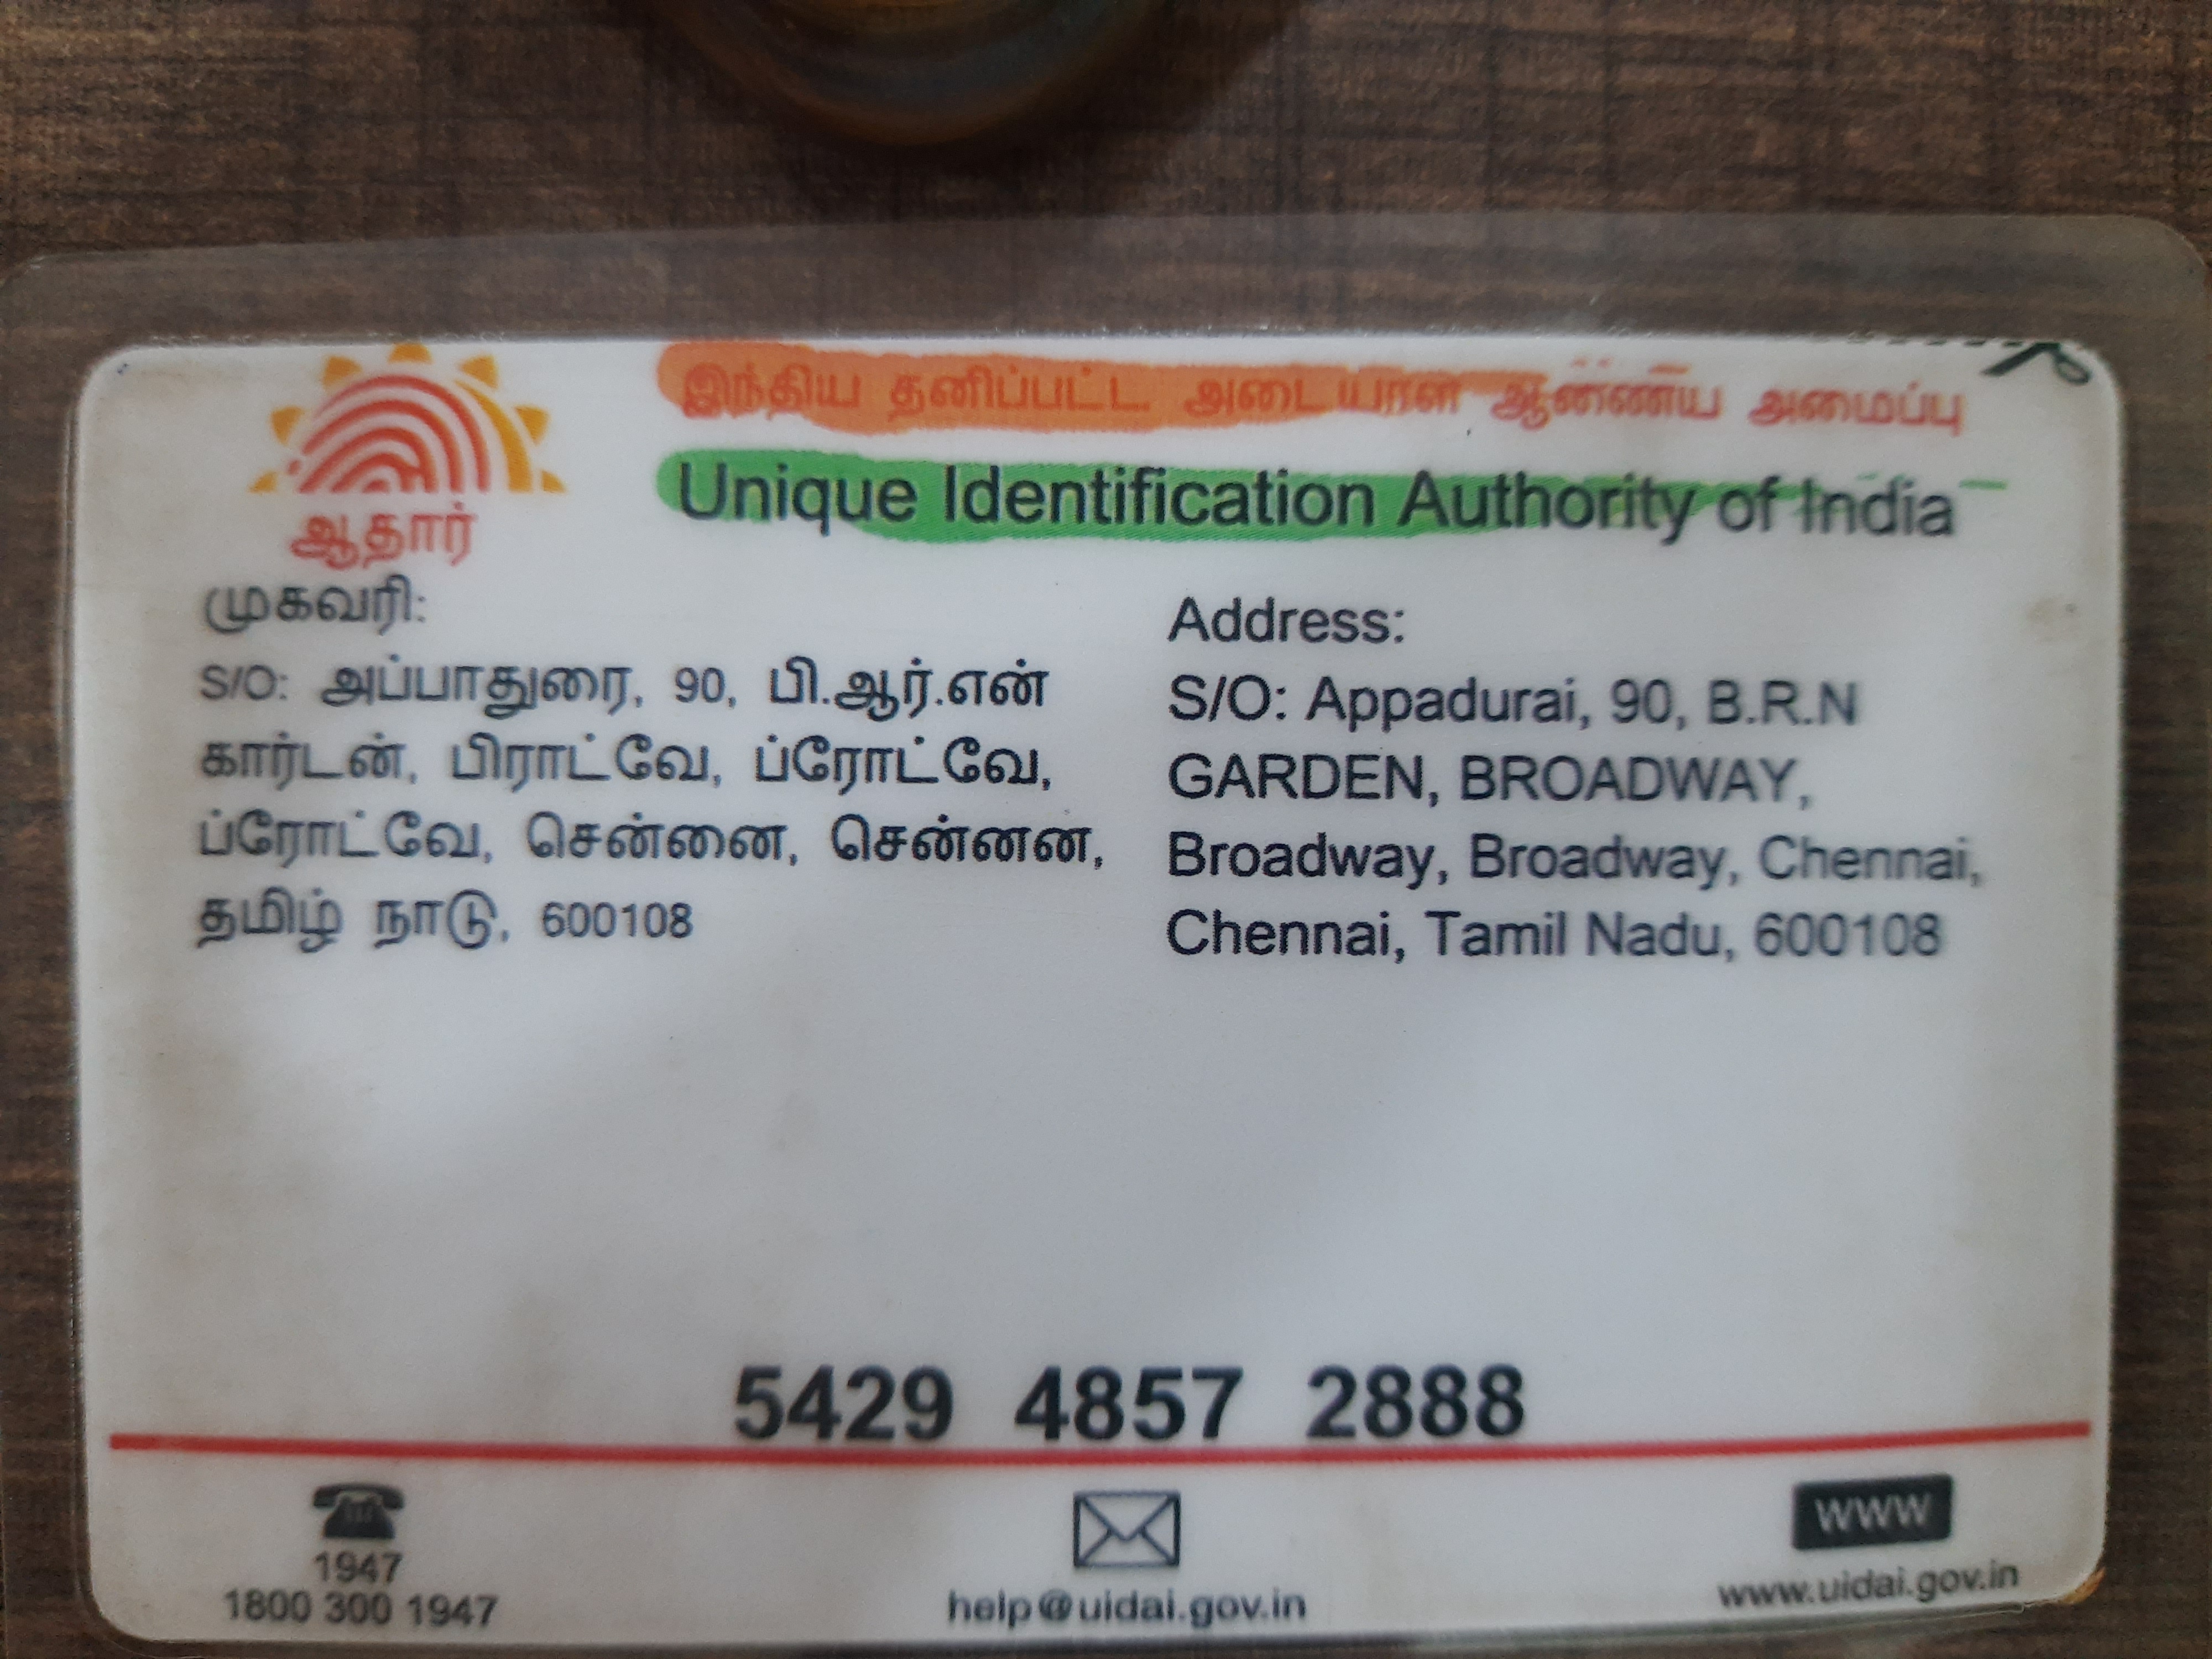 இந்திய தனிப்பட்ட அடையாள ஆணைய அமைப்பு
Unique Identification Authority of India
ஆதார்
முகவரி:
S/O: அப்பாதுரை, 90, பி.ஆர்.என்
கார்டன், பிராட்வே, ப்ரோட்வே,
ப்ரோட்வே, சென்னை, சென்னன,
தமிழ் நாடு, 600108
Address:
S/O: Appadurai, 90, B.R.N
GARDEN, BROADWAY,
Broadway, Broadway, Chennai,
Chennai, Tamil Nadu, 600108
5429 4857 2888
1947
1800 300 1947
help@uidai.gov.in
WWW
www.uidai.gov.in